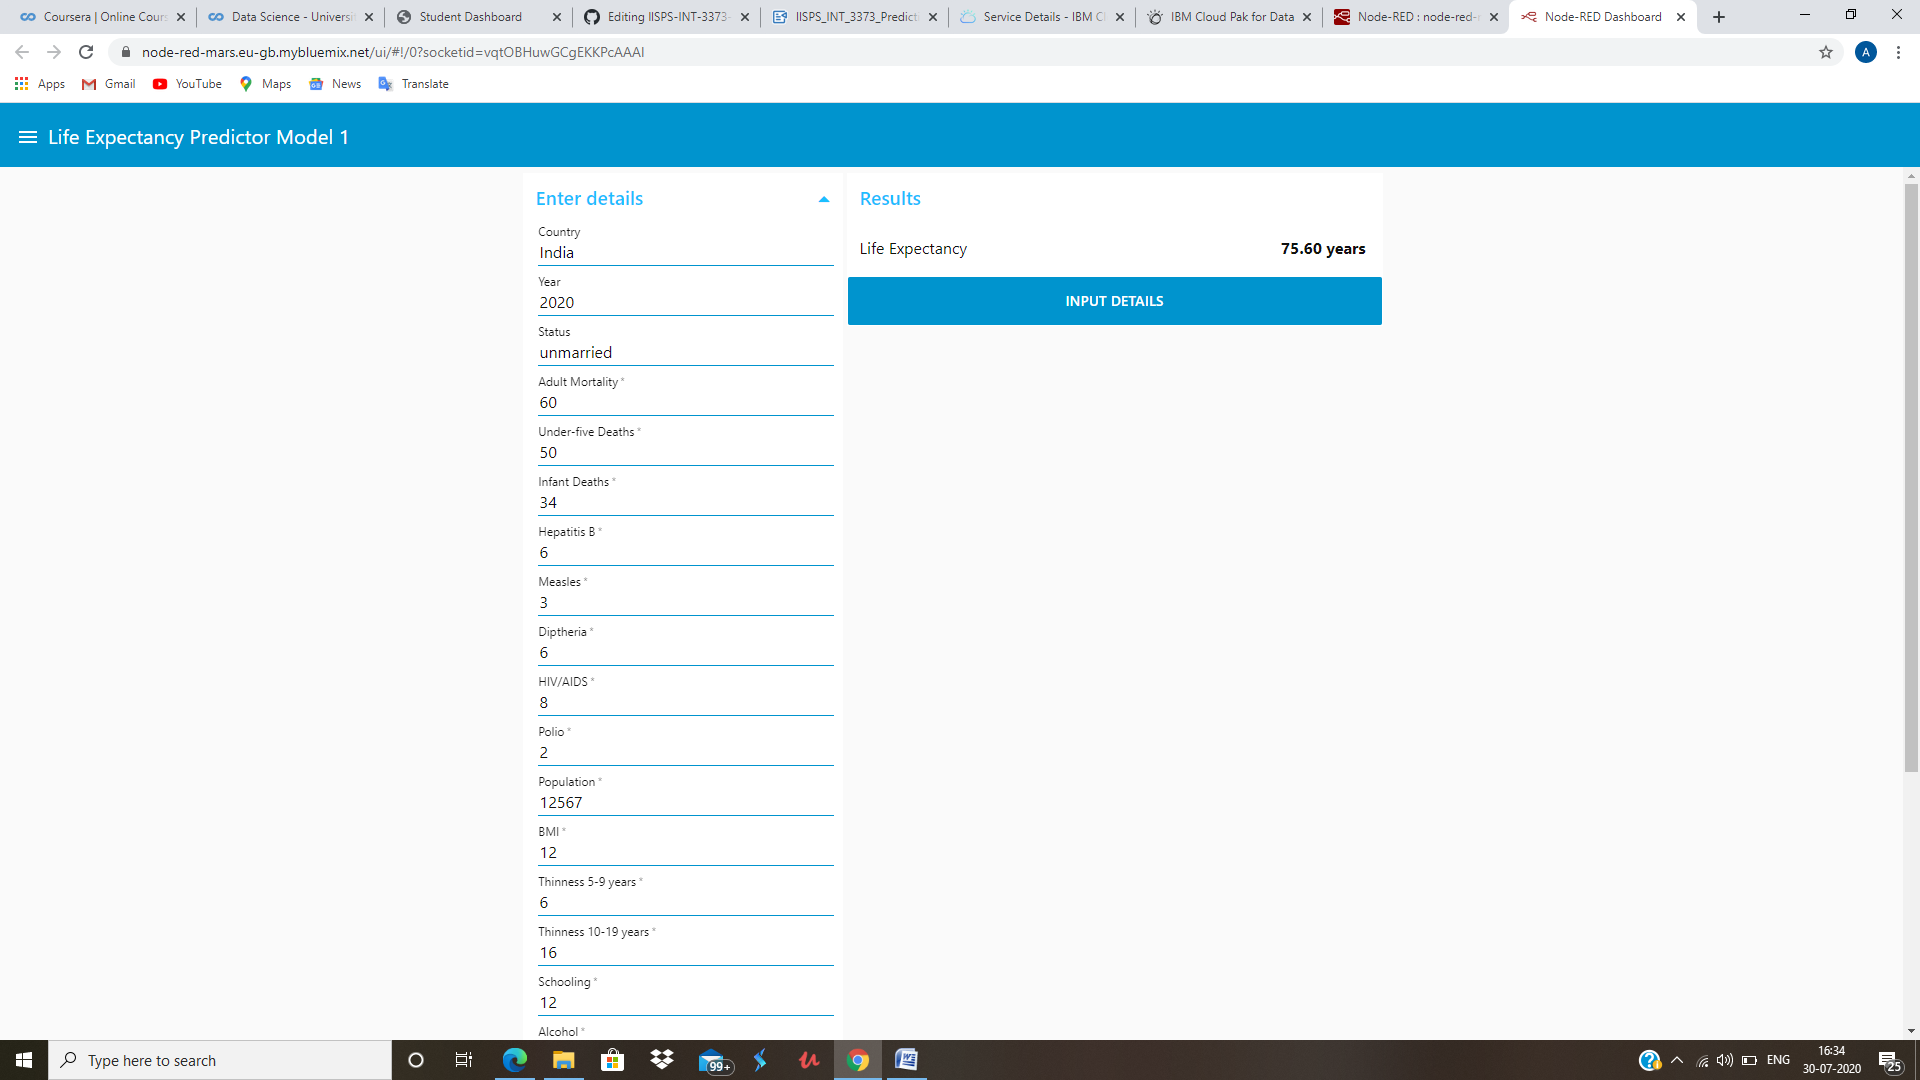 Coursera | Online Cour
Data Science - Universi
Student Dashboard
Editing IISPS-INT-3373-
IISPS_INT_3373_Predicti
Service Details - IBM Cl
IBM Cloud Pak for Data
Node-RED : node-red-
Node-RED Dashboard
node-red-mars.eu-gb.mybluemix.net/ui/#!/0?socketid=vqtOBHuwGCgEKKPcAAAI
A
Apps
Gmail
YouTube
Maps
News
Translate
Life Expectancy Predictor Model 1
Enter details
Country
India
Year
2020
Status
unmarried
Adult Mortality *
60
Under-five Deaths *
50
Infant Deaths *
34
Hepatitis B *
6
Measles *
3
Diptheria *
6
HIV/AIDS *
8
Polio *
2
Population *
12567
BMI *
12
Thinness 5-9 years *
6
Thinness 10-19 years *
16
Schooling *
12
Alcohol *
Results
Life Expectancy 75.60 years
INPUT DETAILS
Type here to search
99+
ENG
16:34
30-07-2020
25